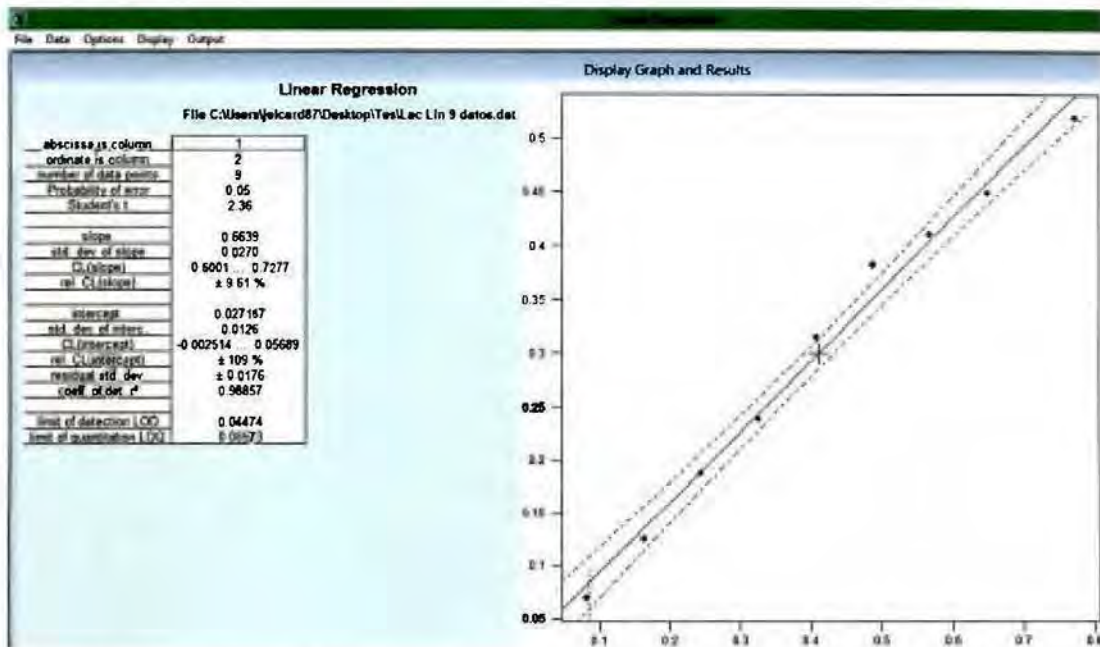 File Data Options Display Output
Display Graph and Results
Linear Regression
File C:\Users\jelcard87\Desktop\Tes\Lac Lin 9 datos.dat
abscissa is column 1
ordinate is column 2
number of data points 9
Probability of error 0.05
Student's t 2.36
slope 0.6639
std. dev of slope 0.0270
CL(slope) 0.6001 ... 0.7277
rel. CL(slope) ± 9.61 %
intercept 0.027187
std. dev. of interc.. 0.0126
CL(intercept) -0.002514 ... 0.05689
rel. CL(intercept) ± 109 %
residual std. dev ± 0.0176
coeff. of det. r² 0.98857
limit of detection LOD 0.04474
limit of quantitation LOQ
0.5
0.45
0.4
0.35
0.3
0.25
0.2
0.15
0.1
0.05
0.1 0.2 0.3 0.4 0.5 0.6 0.7 0.8